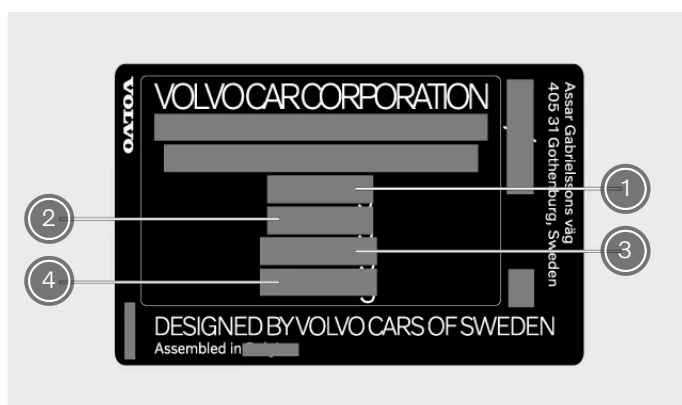 VOLVO
VOLVO CAR CORPORATION
Assar Gabrielssons väg
405 31 Gothenburg, Sweden
1
2
3
4
DESIGNED BY VOLVO CARS OF SWEDEN
Assembled in